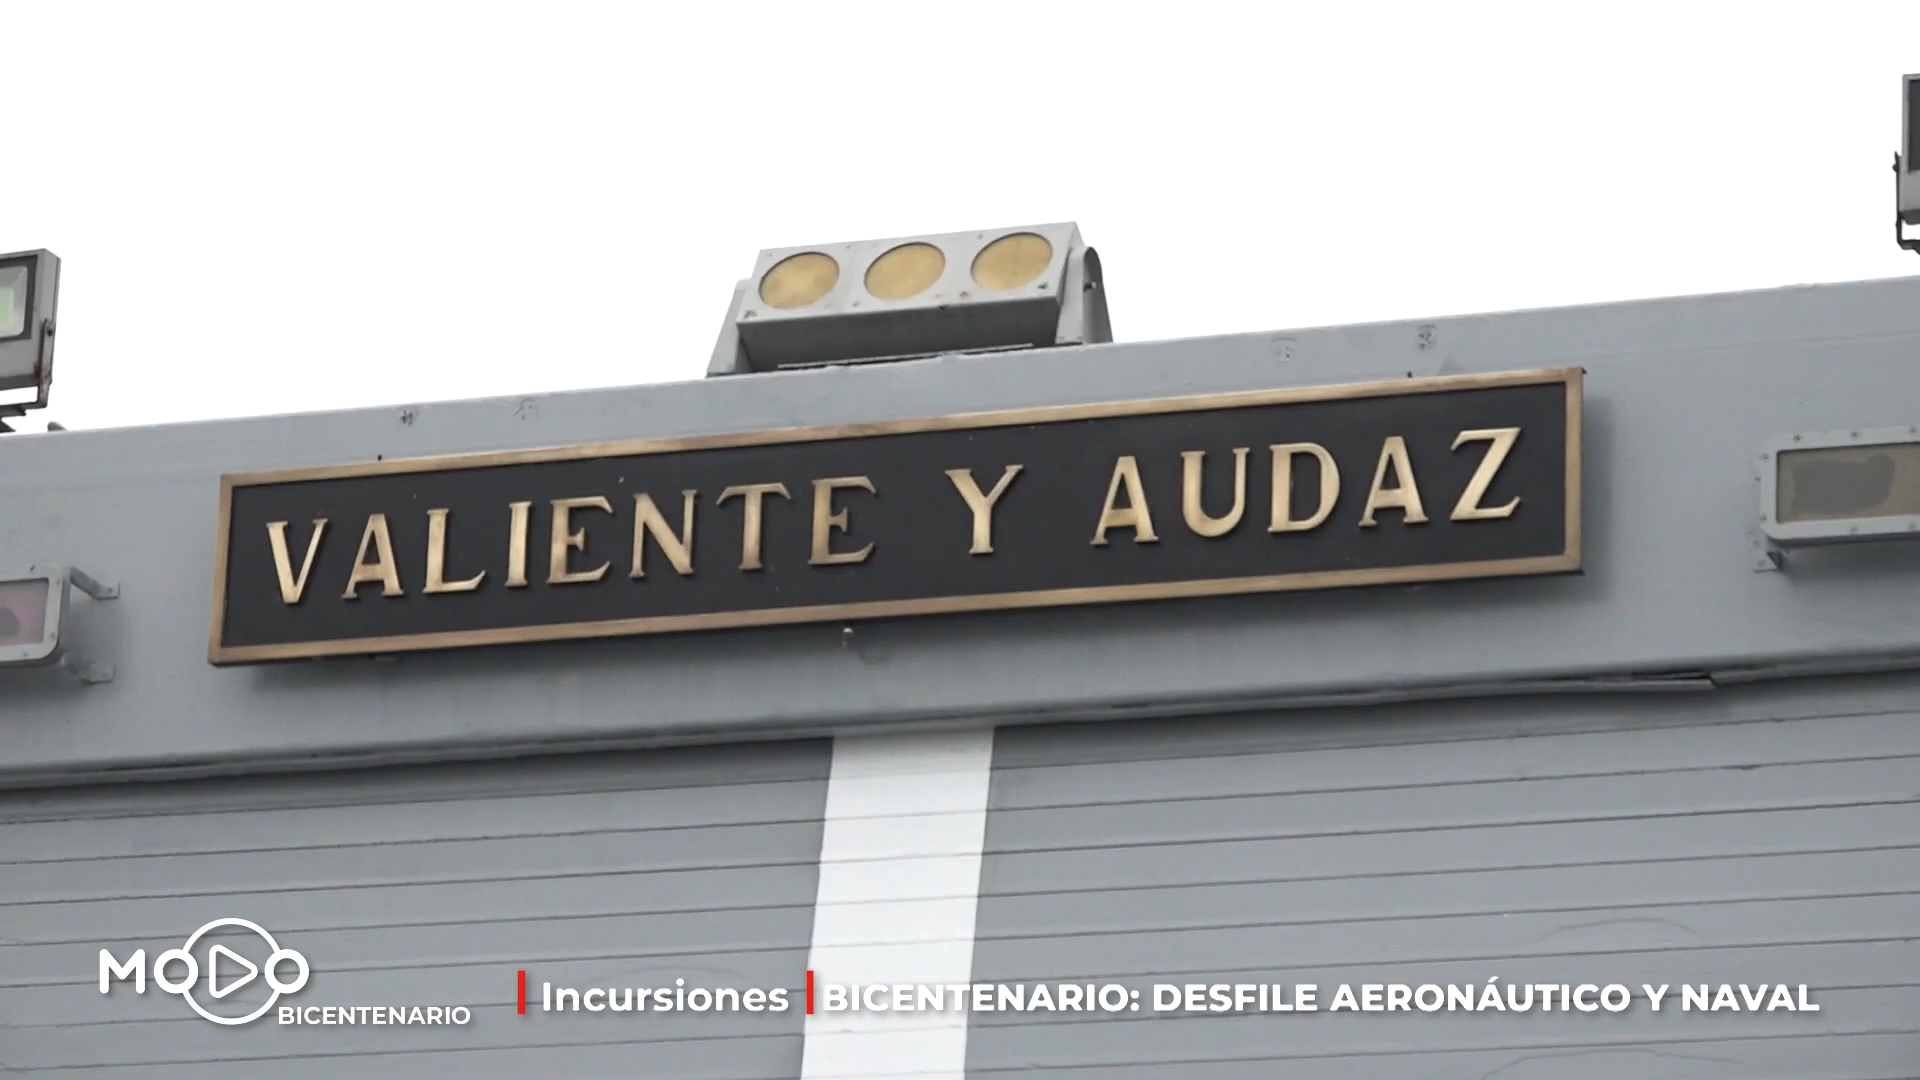 VALIENTE Y AUDAZ
MODO
BICENTENARIO
Incursiones
BICENTENARIO: DESFILE AERONÁUTICO Y NAVAL